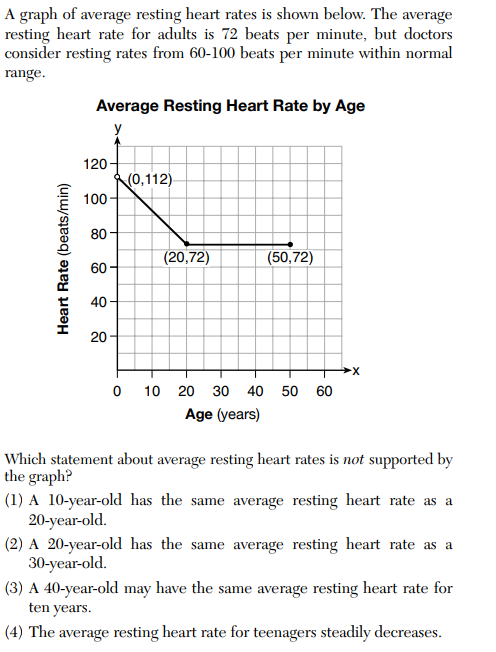 A graph of average resting heart rates is shown below. The average
resting heart rate for adults is 72 beats per minute, but doctors
consider resting rates from 60-100 beats per minute within normal
range.
Average Resting Heart Rate by Age
y
120
(0,112)
100
80
(20,72)
(50,72)
60
40
20
Heart Rate (beats/min)
x
0 10 20 30 40 50 60
Age (years)
Which statement about average resting heart rates is not supported by
the graph?
(1) A 10-year-old has the same average resting heart rate as a
20-year-old.
(2) A 20-year-old has the same average resting heart rate as a
30-year-old.
(3) A 40-year-old may have the same average resting heart rate for
ten years.
(4) The average resting heart rate for teenagers steadily decreases.